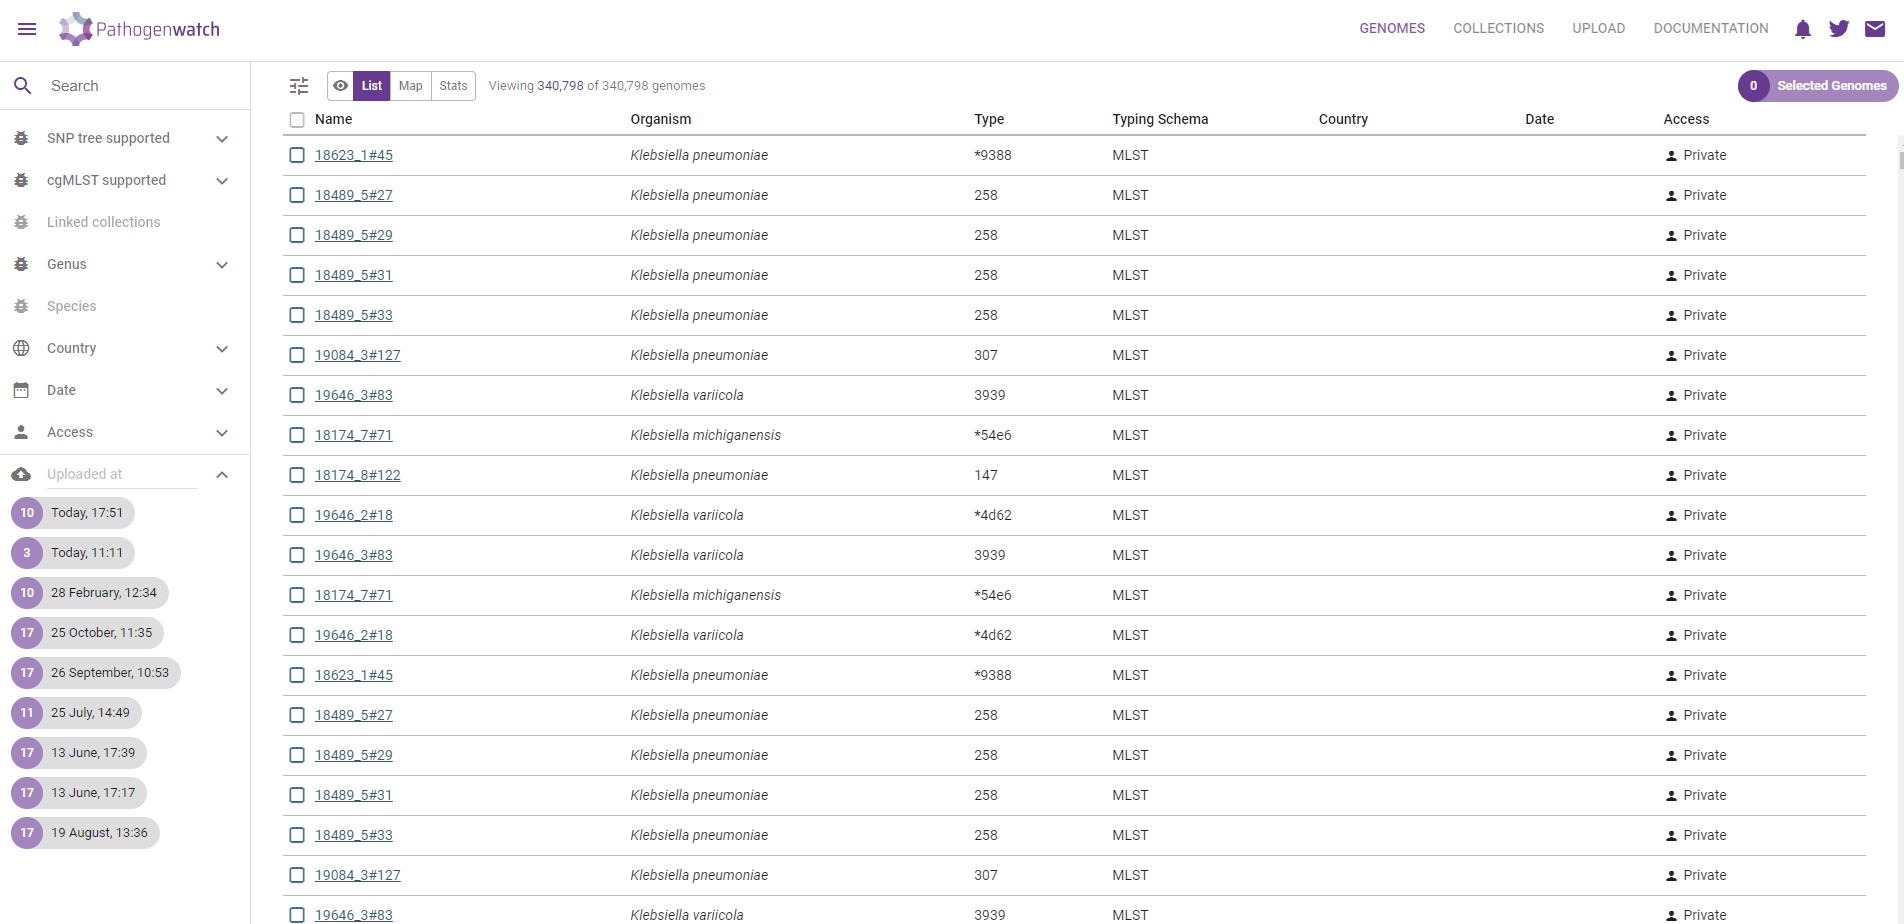 Pathogenwatch
GENOMES COLLECTIONS UPLOAD DOCUMENTATION
Search
SNP tree supported
cgMLST supported
Linked collections
Genus
Species
Country
Date
Access
Uploaded at
10 Today, 17:51
3 Today, 11:11
10 28 February, 12:34
17 25 October, 11:35
17 26 September, 10:53
11 25 July, 14:49
17 13 June, 17:39
17 13 June, 17:17
17 19 August, 13:36
List Map Stats Viewing 340,798 of 340,798 genomes
0 Selected Genomes
Name Organism Type Typing Schema Country Date Access
18623_1#45 Klebsiella pneumoniae *9388 MLST Private
18489_5#27 Klebsiella pneumoniae 258 MLST Private
18489_5#29 Klebsiella pneumoniae 258 MLST Private
18489_5#31 Klebsiella pneumoniae 258 MLST Private
18489_5#33 Klebsiella pneumoniae 258 MLST Private
19084_3#127 Klebsiella pneumoniae 307 MLST Private
19646_3#83 Klebsiella variicola 3939 MLST Private
18174_7#71 Klebsiella michiganensis *54e6 MLST Private
18174_8#122 Klebsiella pneumoniae 147 MLST Private
19646_2#18 Klebsiella variicola *4d62 MLST Private
19646_3#83 Klebsiella variicola 3939 MLST Private
18174_7#71 Klebsiella michiganensis *54e6 MLST Private
19646_2#18 Klebsiella variicola *4d62 MLST Private
18623_1#45 Klebsiella pneumoniae *9388 MLST Private
18489_5#27 Klebsiella pneumoniae 258 MLST Private
18489_5#29 Klebsiella pneumoniae 258 MLST Private
18489_5#31 Klebsiella pneumoniae 258 MLST Private
18489_5#33 Klebsiella pneumoniae 258 MLST Private
19084_3#127 Klebsiella pneumoniae 307 MLST Private
19646_3#83 Klebsiella variicola 3939 MLST Private